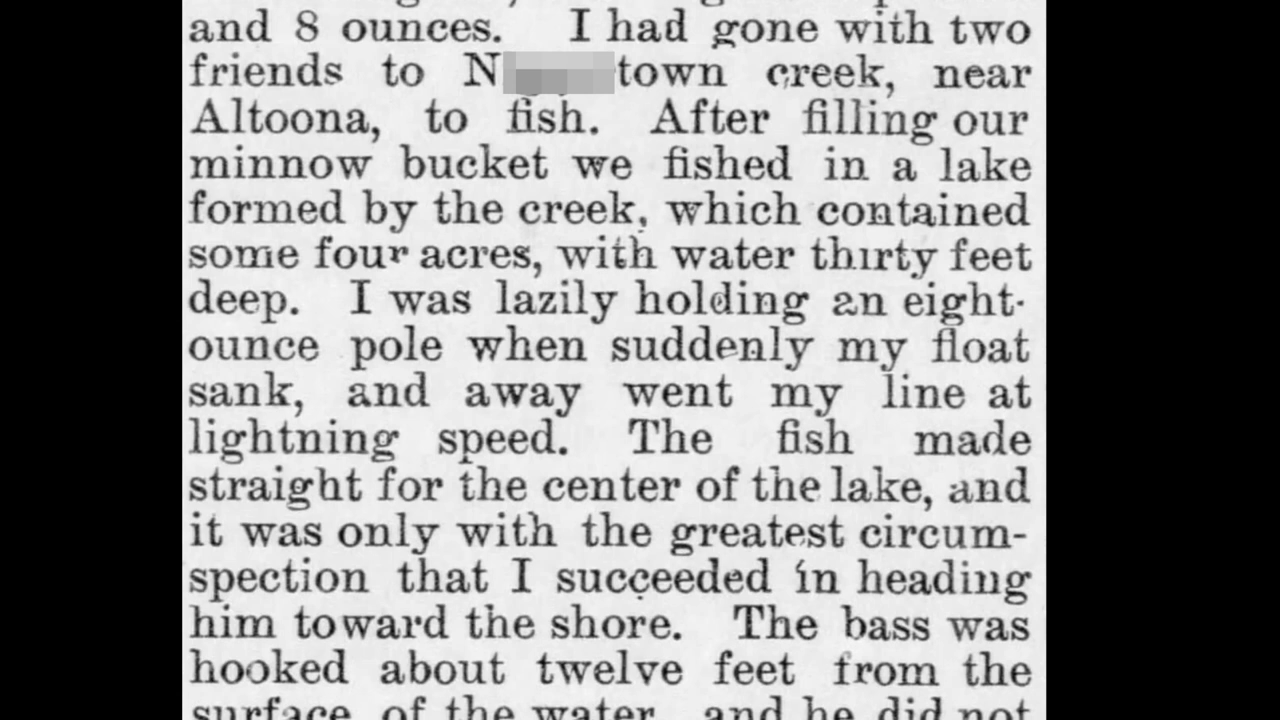 and 8 ounces. I had gone with two
friends to N town creek, near
Altoona, to fish. After filling our
minnow bucket we fished in a lake
formed by the creek, which contained
some four acres, with water thirty feet
deep. I was lazily holding an eight-
ounce pole when suddenly my float
sank, and away went my line at
lightning speed. The fish made
straight for the center of the lake, and
it was only with the greatest circum-
spection that I succeeded in heading
him toward the shore. The bass was
hooked about twelve feet from the
surface of the water, and he did not